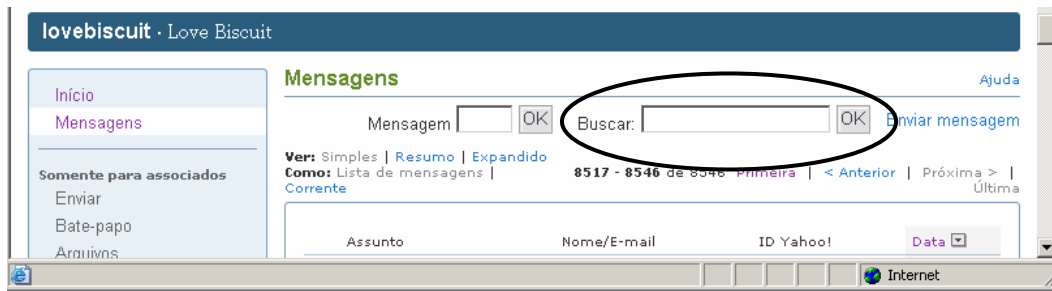 lovebiscuit · Love Biscuit
Início
Mensagens
Somente para associados
Enviar
Bate-papo
Arquivos
Mensagens
Ajuda
Mensagem OK Buscar: OK Enviar mensagem
Ver: Simples | Resumo | Expandido
Como: Lista de mensagens |
Corrente
8517 - 8546 de 8546 Primeira | < Anterior | Próxima > |
Última
Assunto Nome/E-mail ID Yahoo! Data
Internet